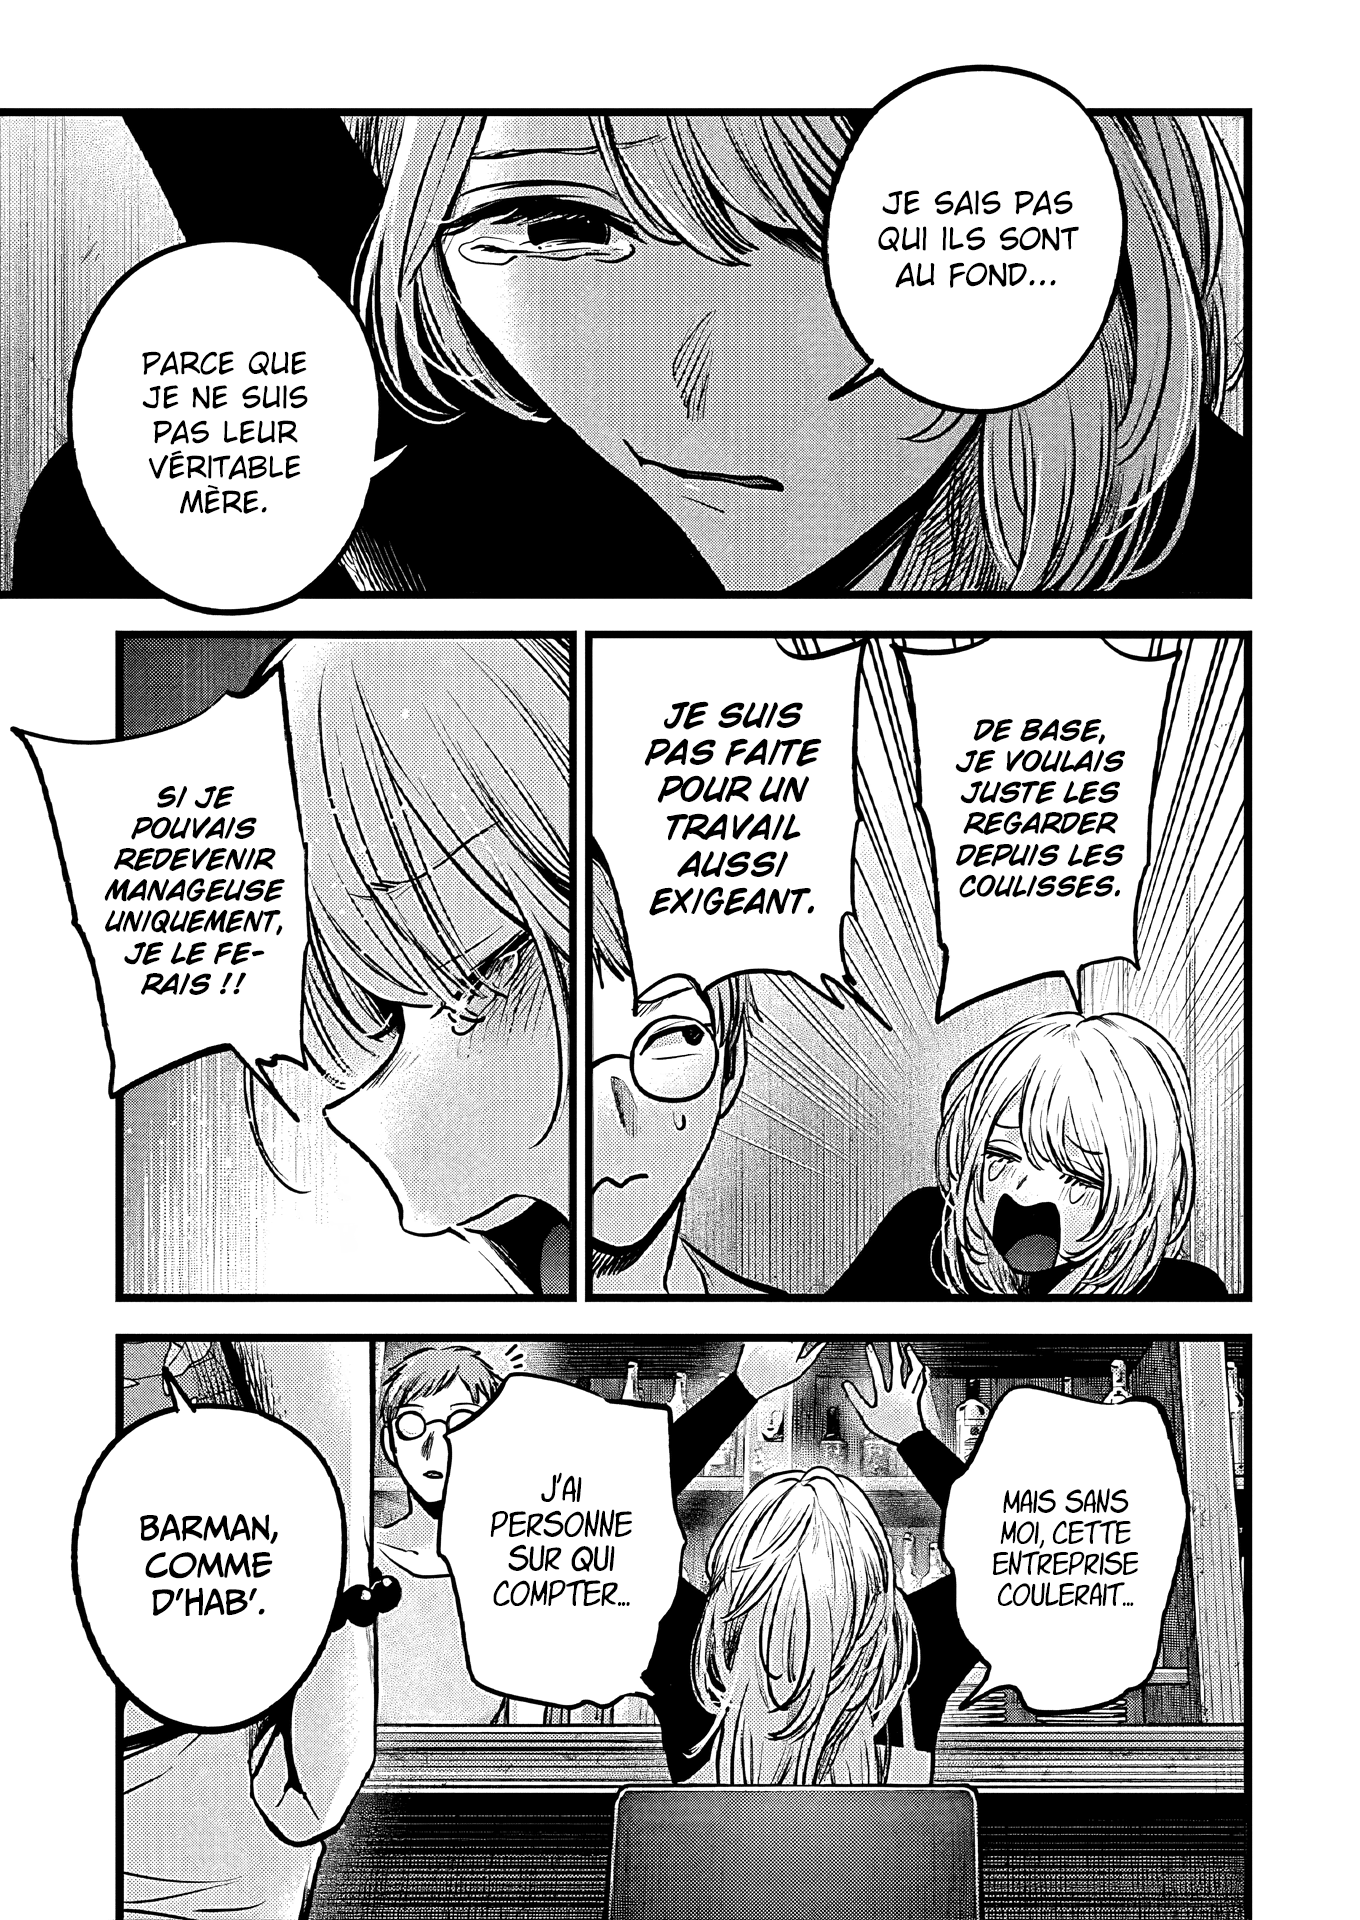 JE SAIS PAS
QUI ILS SONT
AU FOND...
PARCE QUE
JE NE SUIS
PAS LEUR
VÉRITABLE
MÈRE.
DE BASE,
JE VOULAIS
JUSTE LES
REGARDER
DEPUIS LES
COULISSES.
JE SUIS
PAS FAITE
POUR UN
TRAVAIL
AUSSI
EXIGEANT.
SI JE
POUVAIS
REDEVENIR
MANAGEUSE
UNIQUEMENT,
JE LE FE-
RAIS !!
MAIS SANS
MOI, CETTE
ENTREPRISE
COULERAIT...
J'AI
PERSONNE
SUR QUI
COMPTER...
BARMAN,
COMME
D'HAB'.